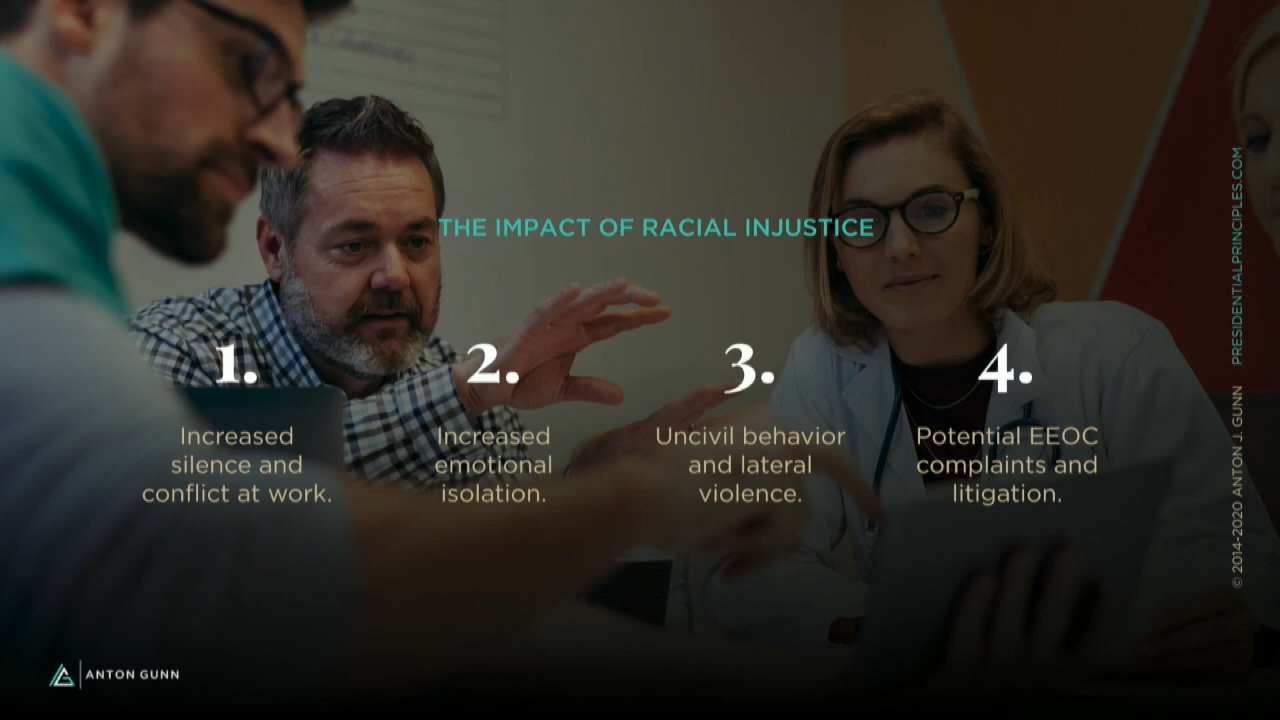 THE IMPACT OF RACIAL INJUSTICE
1.
Increased
silence and
conflict at work.
2.
Increased
emotional
isolation.
3.
Uncivil behavior
and lateral
violence.
4.
Potential EEOC
complaints and
litigation.
© 2014-2020 ANTON J. GUNN PRESIDENTIALPRINCIPLES.COM
ANTON GUNN